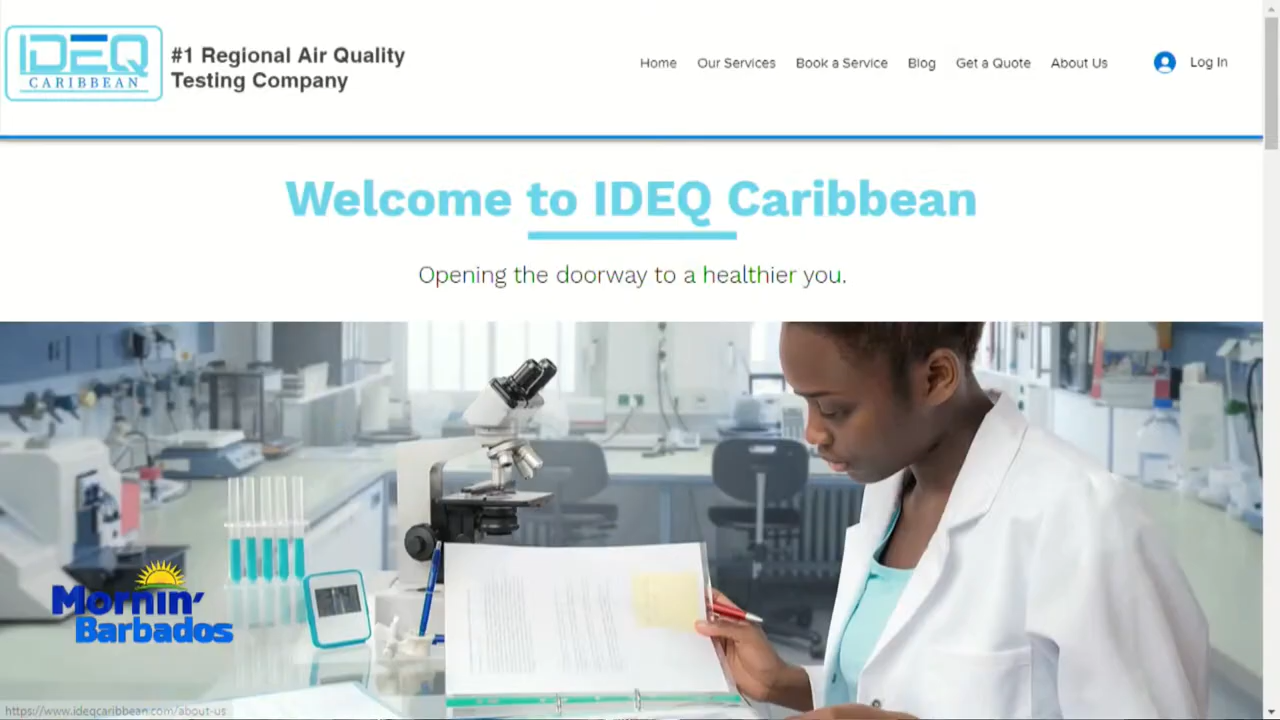 IDEQ
CARIBBEAN
#1 Regional Air Quality
Testing Company
Home Our Services Book a Service Blog Get a Quote About Us Log In
Welcome to IDEQ Caribbean
Opening the doorway to a healthier you.
Mornin'
Barbados
https://www.ideqcaribbean.com/about-us